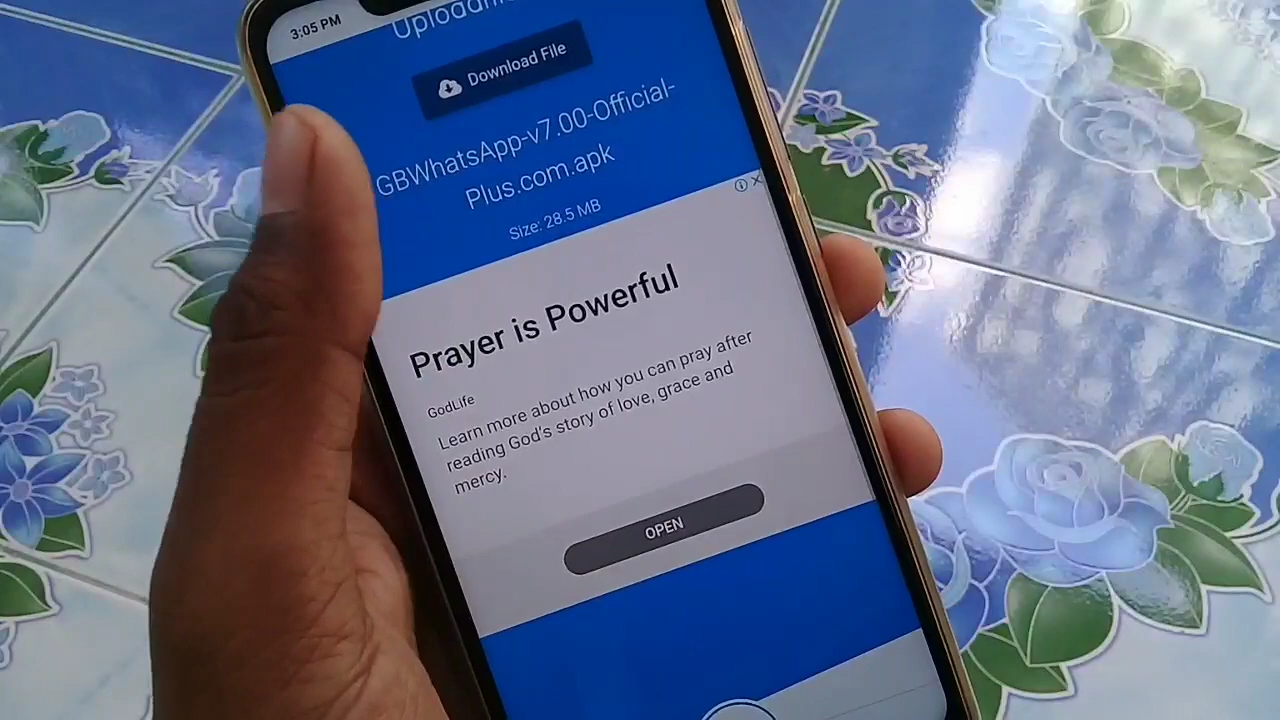 3:05 PM
Download File
GBWhatsApp-v7.00-Official-
Plus.com.apk
Size: 28.5 MB
Prayer is Powerful
GodLife
Learn more about how you can pray after
reading God's story of love, grace and
mercy.
OPEN